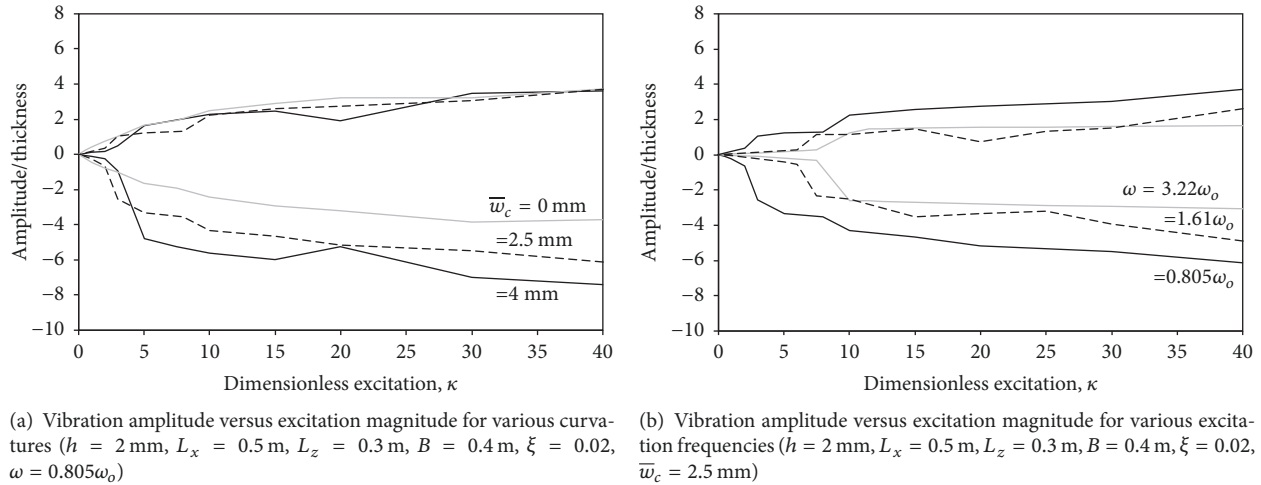 8
6
4
2
0
−2
−4
−6
−8
−10
Amplitude/thickness
w̅c = 0 mm
=2.5 mm
=4 mm
0 5 10 15 20 25 30 35 40
Dimensionless excitation, κ
(a) Vibration amplitude versus excitation magnitude for various curva-
tures (h = 2 mm, Lx = 0.5 m, Lz = 0.3 m, B = 0.4 m, ξ = 0.02,
ω = 0.805ωo)
8
6
4
2
0
−2
−4
−6
−8
−10
Amplitude/thickness
ω = 3.22ωo
=1.61ωo
=0.805ωo
0 5 10 15 20 25 30 35 40
Dimensionless excitation, κ
(b) Vibration amplitude versus excitation magnitude for various excita-
tion frequencies (h = 2 mm, Lx = 0.5 m, Lz = 0.3 m, B = 0.4 m, ξ = 0.02,
w̅c = 2.5 mm)